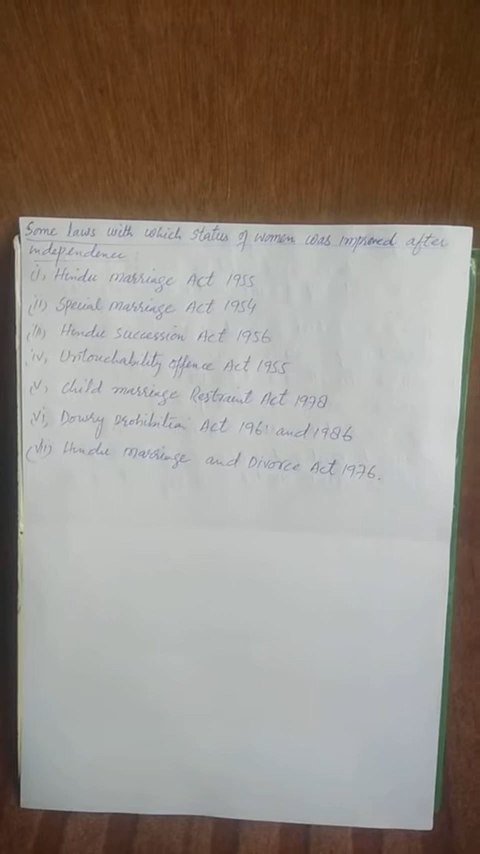 Some laws with which status of women was improved after
independence :
(i), Hindu marriage Act 1955
(ii) Special marriage Act 1954
(iii) Hindu Succession Act 1956
(iv, Untouchability offence Act 1955
(v, Child marriage Restraint Act 1978
(vi, Dowry Prohibition Act 1961 and 1986
(vii) Hindu marriage and Divorce Act 1976.